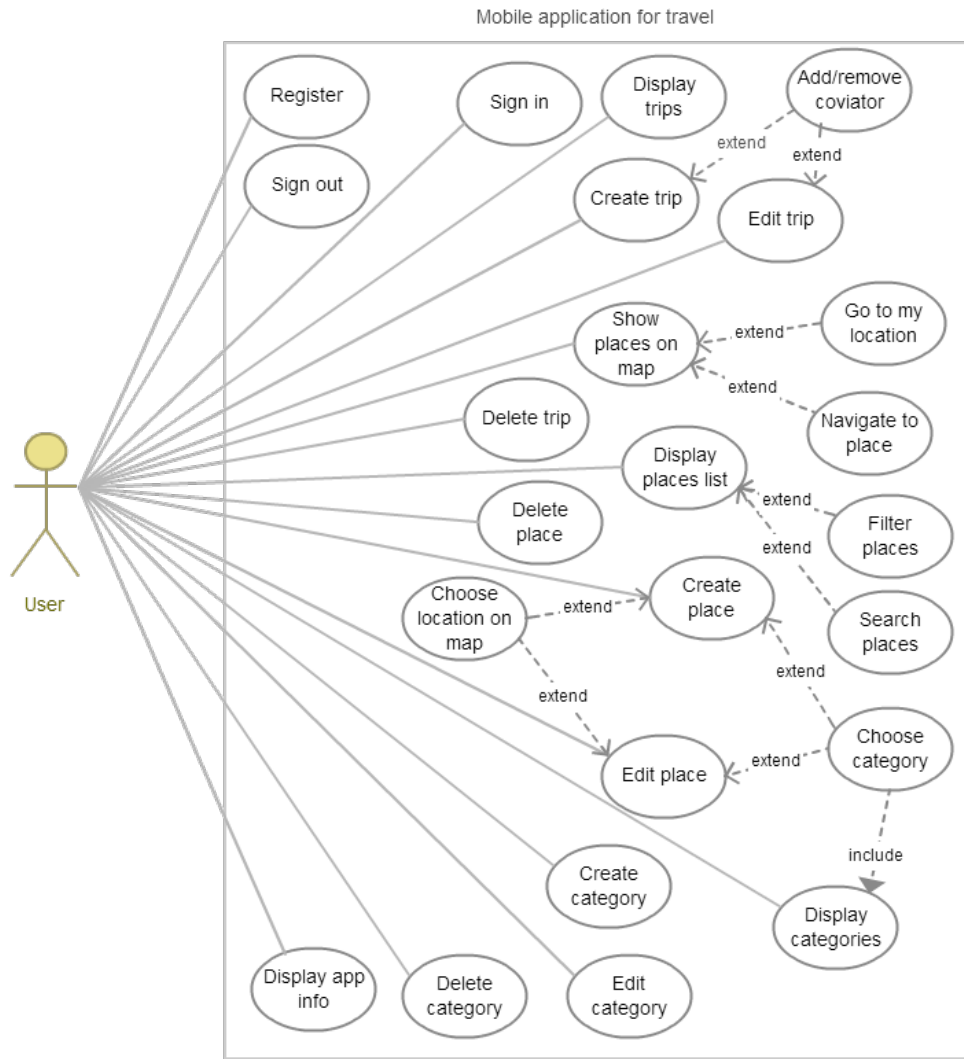 Mobile application for travel
Register
Sign in
Display
trips
Add/remove
coviator
extend
extend
Sign out
Create trip
Edit trip
Show
places on
map
extend
Go to my
location
extend
Delete trip
Navigate to
place
Display
places list
extend
Delete
place
Filter
places
extend
User
Choose
location on
map
extend
Create
place
Search
places
extend
extend
Choose
category
Edit place
extend
include
Create
category
Display
categories
Display app
info
Delete
category
Edit
category